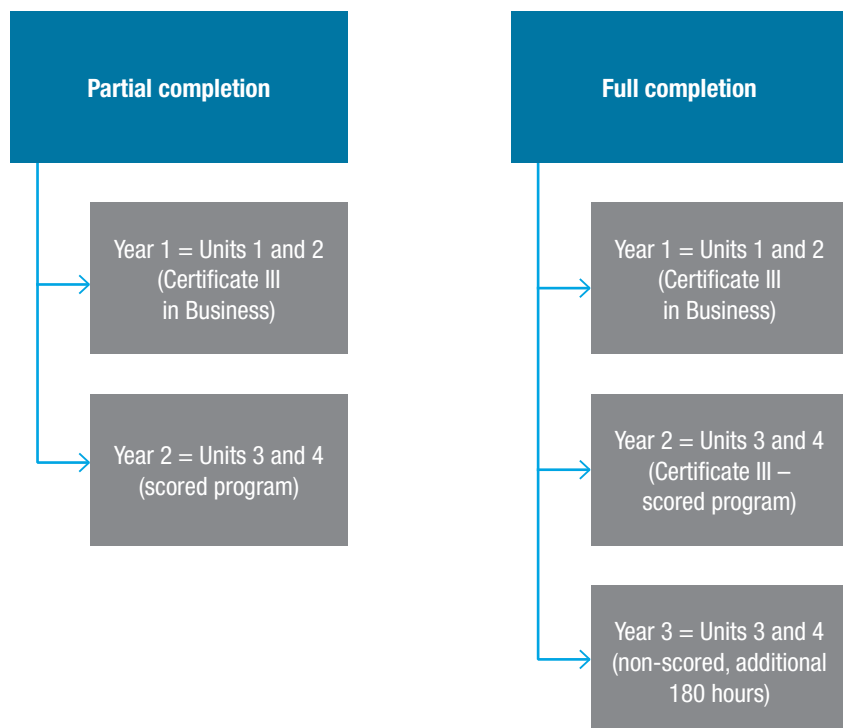 Partial completion
Year 1 = Units 1 and 2
(Certificate III
in Business)
Year 2 = Units 3 and 4
(scored program)
Full completion
Year 1 = Units 1 and 2
(Certificate III
in Business)
Year 2 = Units 3 and 4
(Certificate III –
scored program)
Year 3 = Units 3 and 4
(non-scored, additional
180 hours)